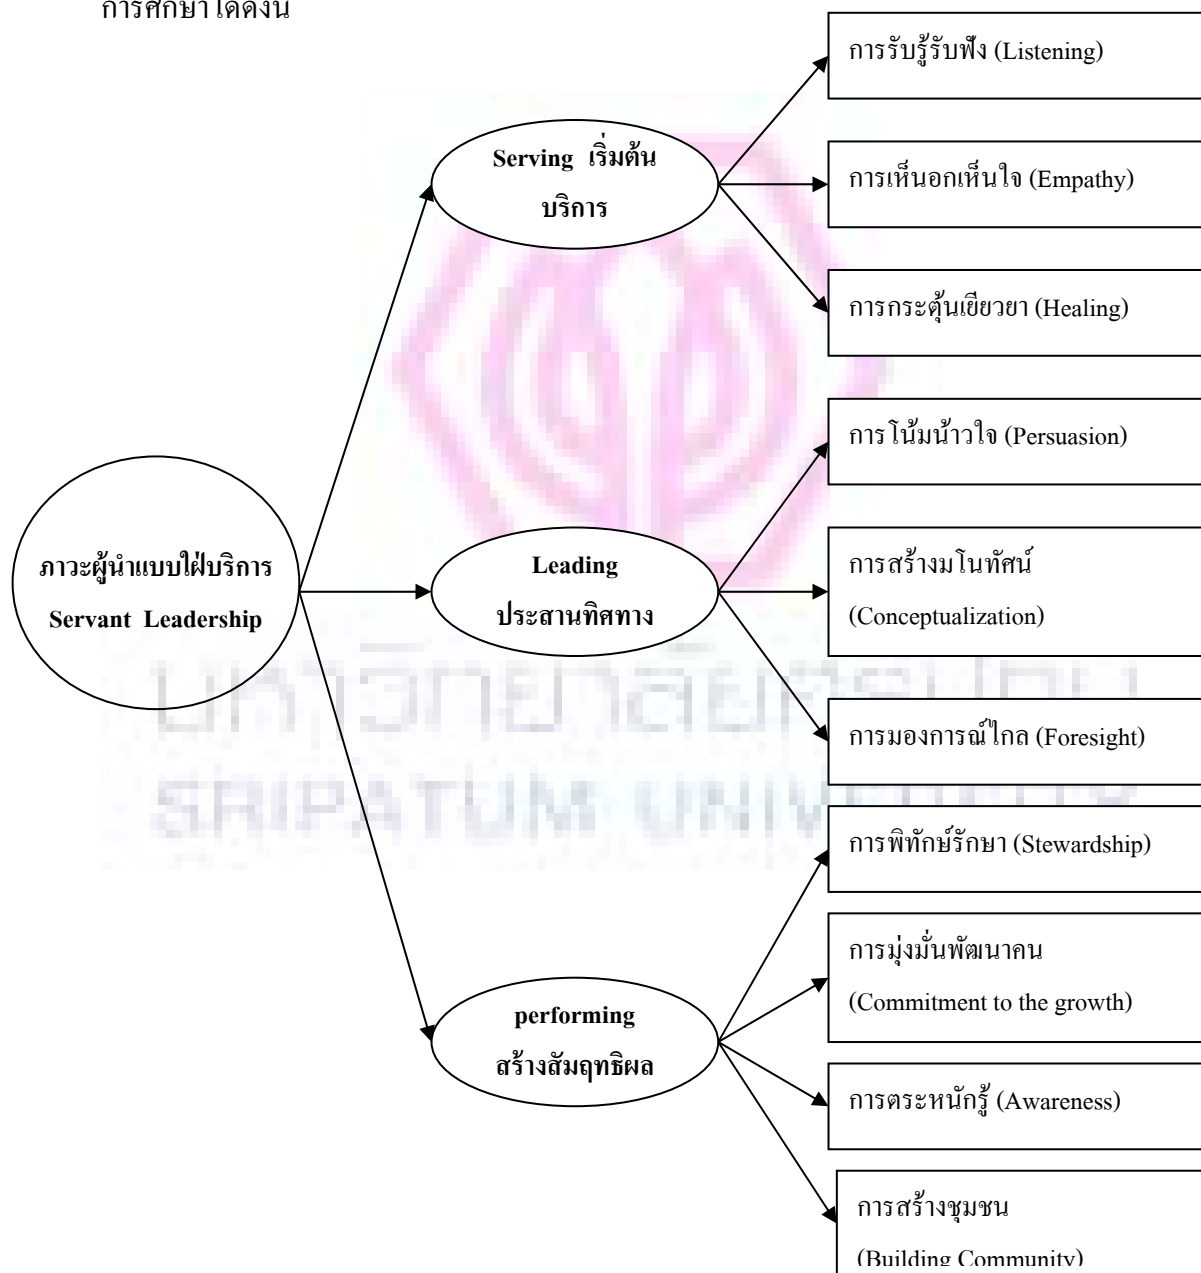 การศึกษาได้ดังนี้
การรับรู้รับฟัง (Listening)
Serving เริ่มต้น
บริการ
การเห็นอกเห็นใจ (Empathy)
การกระตุ้นเยียวยา (Healing)
การโน้มน้าวใจ (Persuasion)
ภาวะผู้นำแบบใฝ่บริการ
Servant Leadership
Leading
ประสานทิศทาง
การสร้างมโนทัศน์
(Conceptualization)
การมองการณ์ไกล (Foresight)
การพิทักษ์รักษา (Stewardship)
performing
สร้างสัมฤทธิผล
การมุ่งมั่นพัฒนาคน
(Commitment to the growth)
การตระหนักรู้ (Awareness)
การสร้างชุมชน
(Building Community)
SRIPATUM